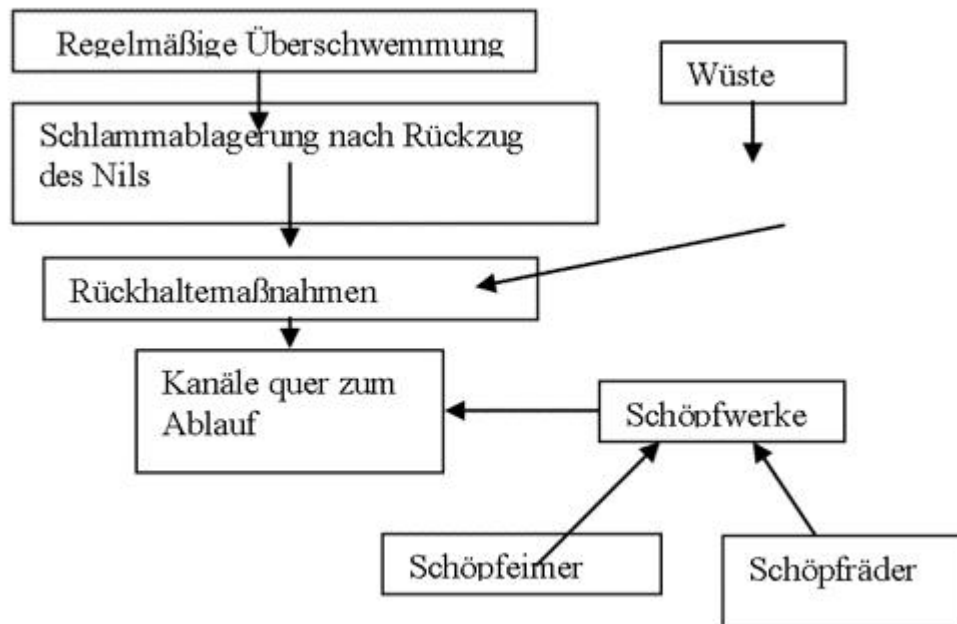 Regelmäßige Überschwemmung
Wüste
Schlammablagerung nach Rückzug
des Nils
Rückhaltemaßnahmen
Kanäle quer zum
Ablauf
Schöpfwerke
Schöpfeimer
Schöpfräder